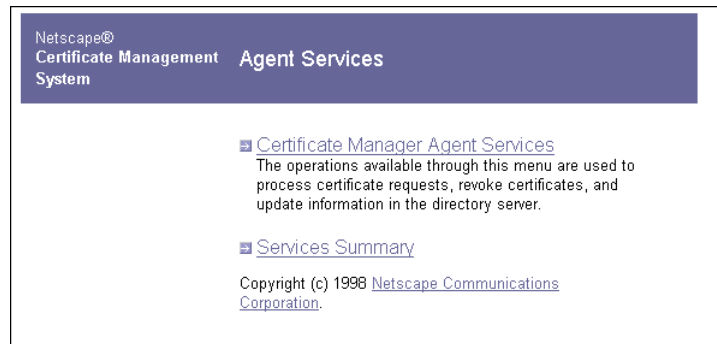 Netscape®
Certificate Management
System
Agent Services
Certificate Manager Agent Services
The operations available through this menu are used to
process certificate requests, revoke certificates, and
update information in the directory server.
Services Summary
Copyright (c) 1998 Netscape Communications
Corporation.